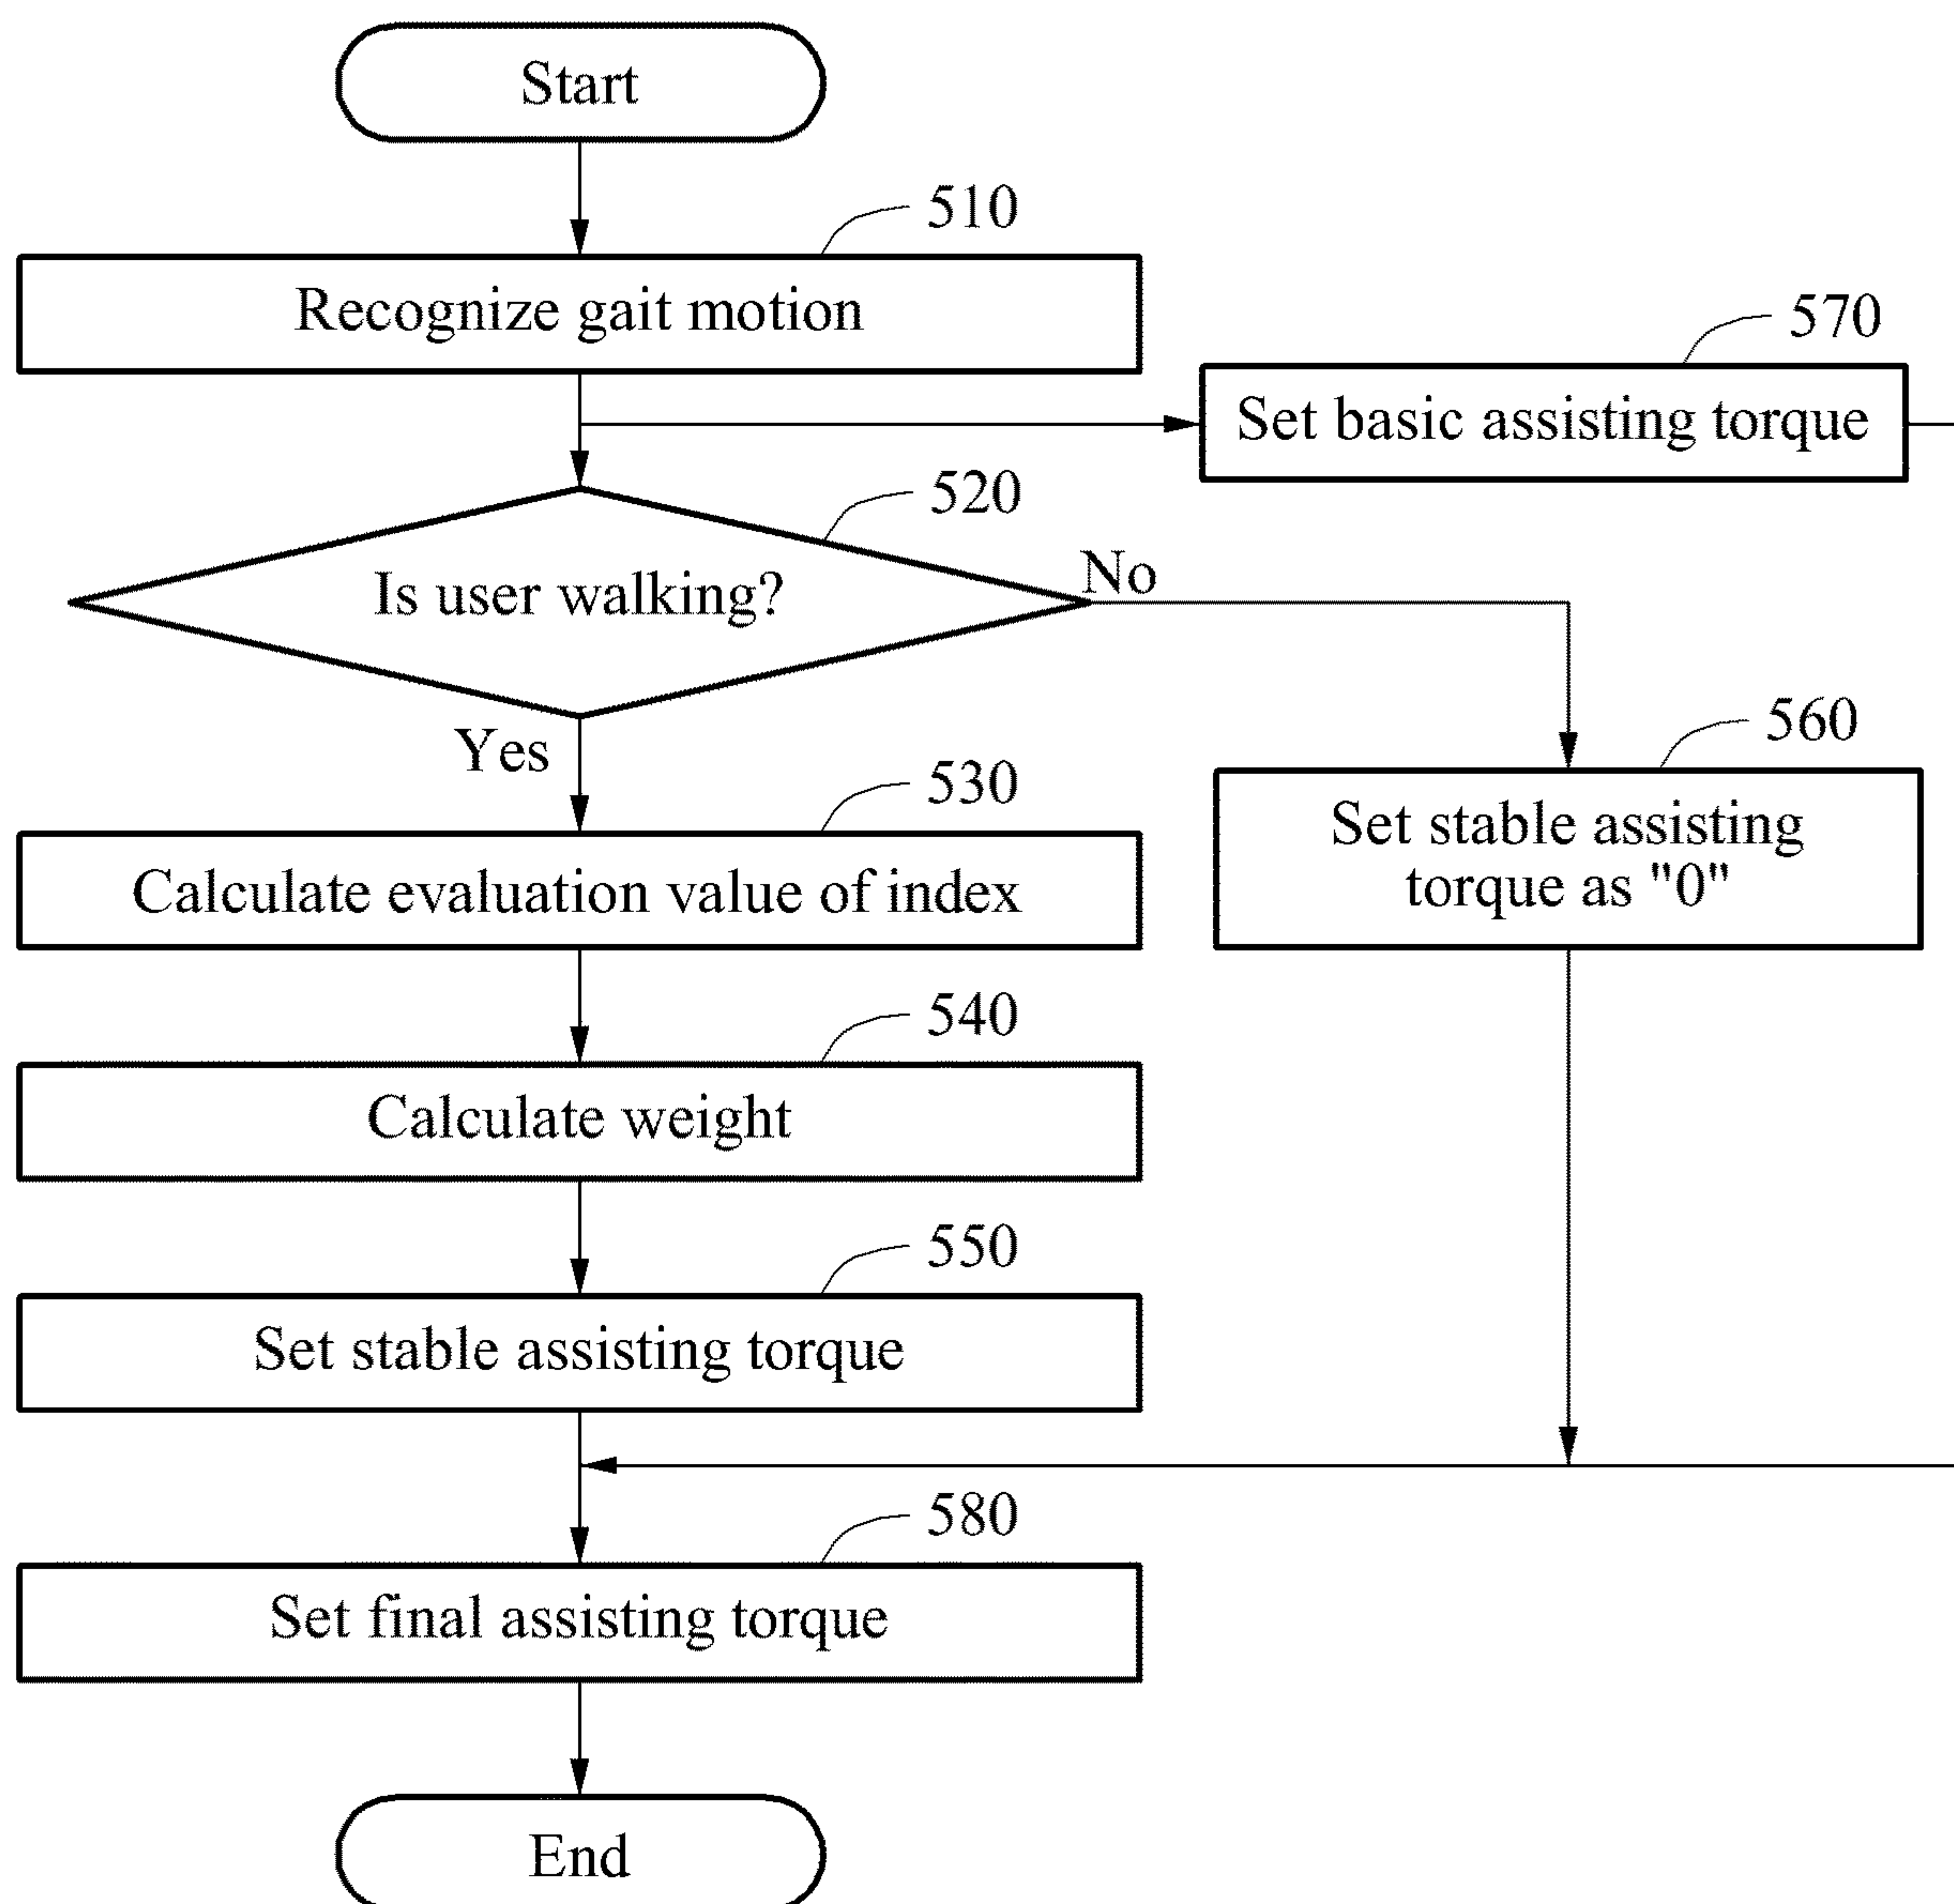 Start
510
Recognize gait motion
570
Set basic assisting torque
520
Is user walking?
No
Yes
560
Set stable assisting
torque as "0"
530
Calculate evaluation value of index
540
Calculate weight
550
Set stable assisting torque
580
Set final assisting torque
End